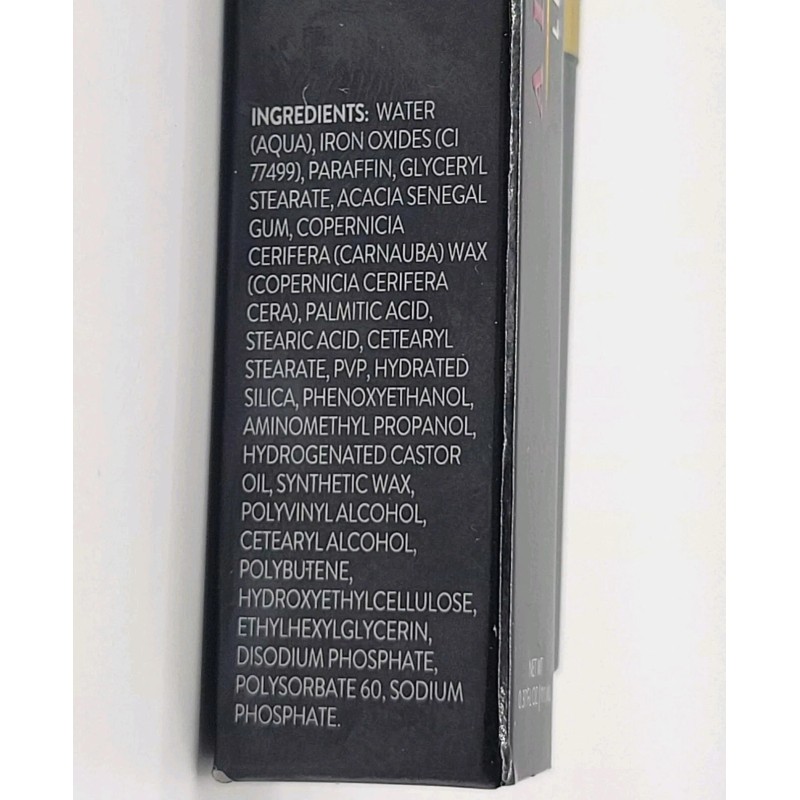 INGREDIENTS: WATER
(AQUA), IRON OXIDES (CI
77499), PARAFFIN, GLYCERYL
STEARATE, ACACIA SENEGAL
GUM, COPERNICIA
CERIFERA (CARNAUBA) WAX
(COPERNICIA CERIFERA
CERA), PALMITIC ACID,
STEARIC ACID, CETEARYL
STEARATE, PVP, HYDRATED
SILICA, PHENOXYETHANOL,
AMINOMETHYL PROPANOL,
HYDROGENATED CASTOR
OIL, SYNTHETIC WAX,
POLYVINYL ALCOHOL,
CETEARYL ALCOHOL,
POLYBUTENE,
HYDROXYETHYLCELLULOSE,
ETHYLHEXYLGLYCERIN,
DISODIUM PHOSPHATE,
POLYSORBATE 60, SODIUM
PHOSPHATE.
NET WT